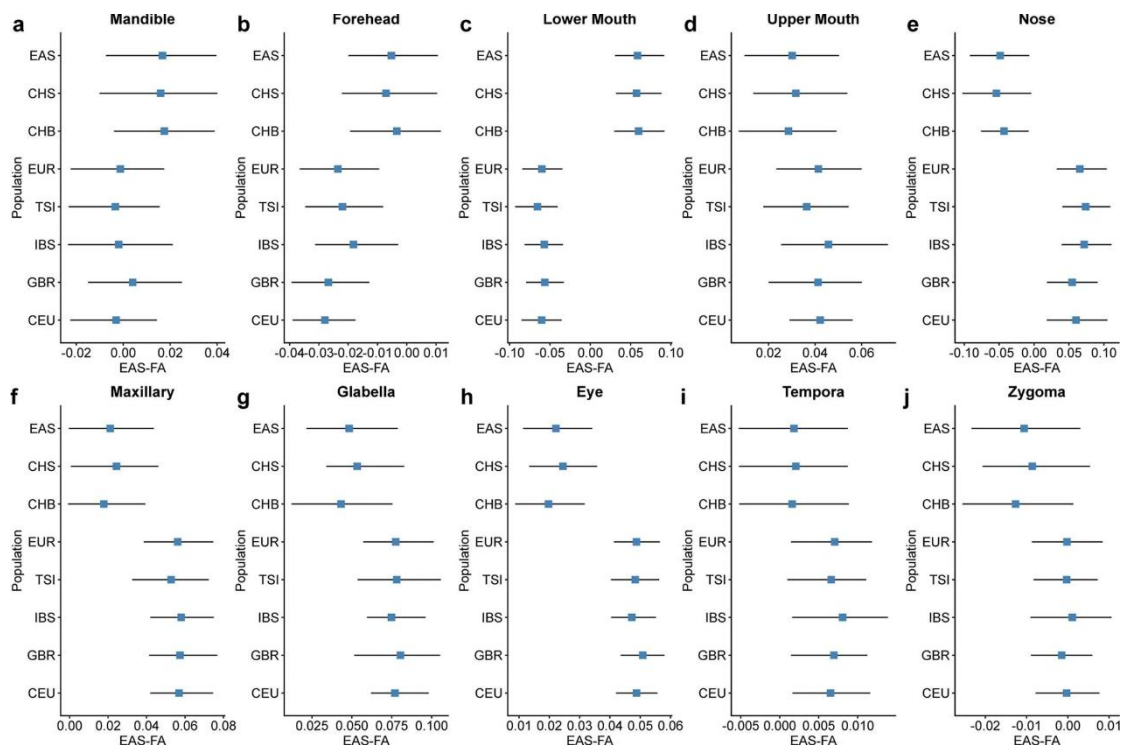 a Mandible
b Forehead
c Lower Mouth
d Upper Mouth
e Nose
EAS
CHS
CHB
EUR
TSI
IBS
GBR
CEU
Population
-0.02 0.00 0.02 0.04
EAS-FA
EAS
CHS
CHB
EUR
TSI
IBS
GBR
CEU
Population
-0.04 -0.03 -0.02 -0.01 0.00 0.01
EAS-FA
EAS
CHS
CHB
EUR
TSI
IBS
GBR
CEU
Population
-0.10 -0.05 0.00 0.05 0.10
EAS-FA
EAS
CHS
CHB
EUR
TSI
IBS
GBR
CEU
Population
0.02 0.04 0.06
EAS-FA
EAS
CHS
CHB
EUR
TSI
IBS
GBR
CEU
Population
-0.10 -0.05 0.00 0.05 0.10
EAS-FA
f Maxillary
g Glabella
h Eye
i Tempora
j Zygoma
EAS
CHS
CHB
EUR
TSI
IBS
GBR
CEU
Population
0.00 0.02 0.04 0.06 0.08
EAS-FA
EAS
CHS
CHB
EUR
TSI
IBS
GBR
CEU
Population
0.025 0.050 0.075 0.100
EAS-FA
EAS
CHS
CHB
EUR
TSI
IBS
GBR
CEU
Population
0.01 0.02 0.03 0.04 0.05 0.06
EAS-FA
EAS
CHS
CHB
EUR
TSI
IBS
GBR
CEU
Population
-0.005 0.000 0.005 0.010
EAS-FA
EAS
CHS
CHB
EUR
TSI
IBS
GBR
CEU
Population
-0.02 -0.01 0.00 0.01
EAS-FA